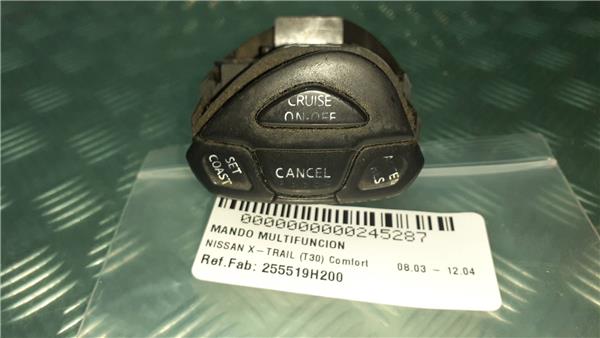 CRUISE
ON·OFF
SET
COAST
CANCEL
0000000000245287
MANDO MULTIFUNCION
NISSAN X-TRAIL (T30) Comfort 08.03 - 12.04
Ref.Fab: 255519H200